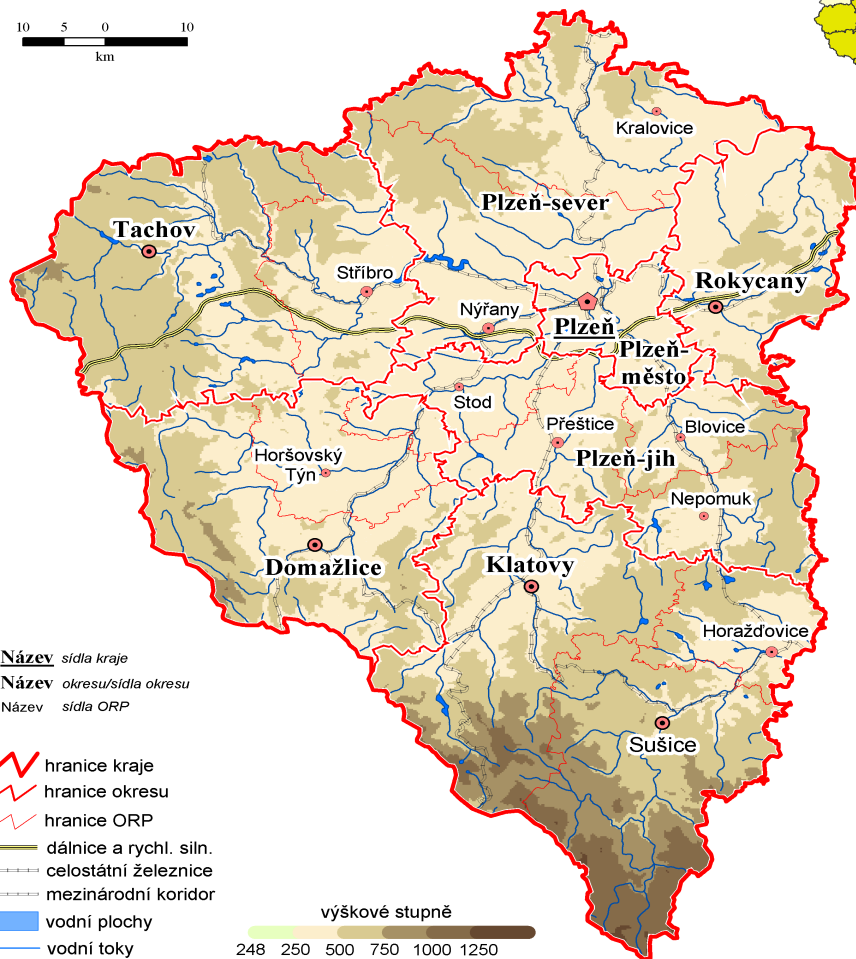 10 5 0 10
km
Kralovice
Plzeň-sever
Tachov
Stříbro
Rokycany
Nýřany
Plzeň
Plzeň-
město
Stod
Přeštice
Blovice
Horšovský
Týn
Plzeň-jih
Nepomuk
Domažlice
Klatovy
Horažďovice
Sušice
Název sídla kraje
Název okresu/sídla okresu
Název sídla ORP
hranice kraje
hranice okresu
hranice ORP
dálnice a rychl. siln.
celostátní železnice
mezinárodní koridor
vodní plochy
vodní toky
výškové stupně
248 250 500 750 1000 1250